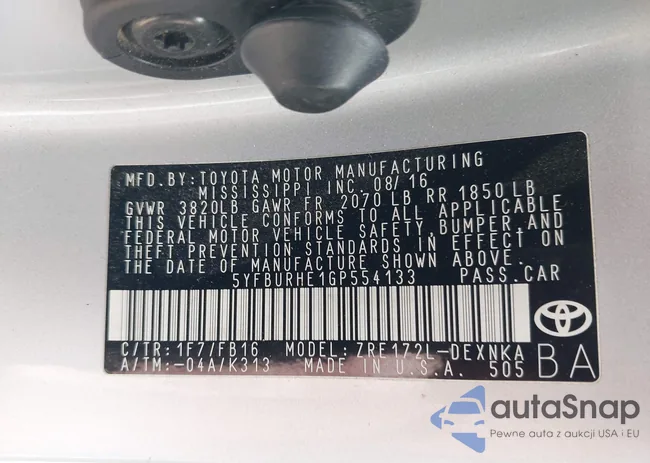 MFD.BY:TOYOTA MOTOR MANUFACTURING
MISSISSIPPI INC.08/16
GVWR 3820LB GAWR FR 2070 LB RR 1850LB
THIS VEHICLE CONFORMS TO ALL APPLICABLE
FEDERAL MOTOR VEHICLE SAFETY,BUMPER,AND
THEFT PREVENTION STANDARDS IN EFFECT ON
THE DATE OF MANUFACTURE SHOWN ABOVE.
5YFBURHE1GP554133 PASS.CAR
C/TR:1F7/FB16 MODEL:ZRE172L-DEXNKA
A/TM:-04A/K313 MADE IN U.S.A. 505
BA
autaSnap
Pewne auta z aukcji USA i EU